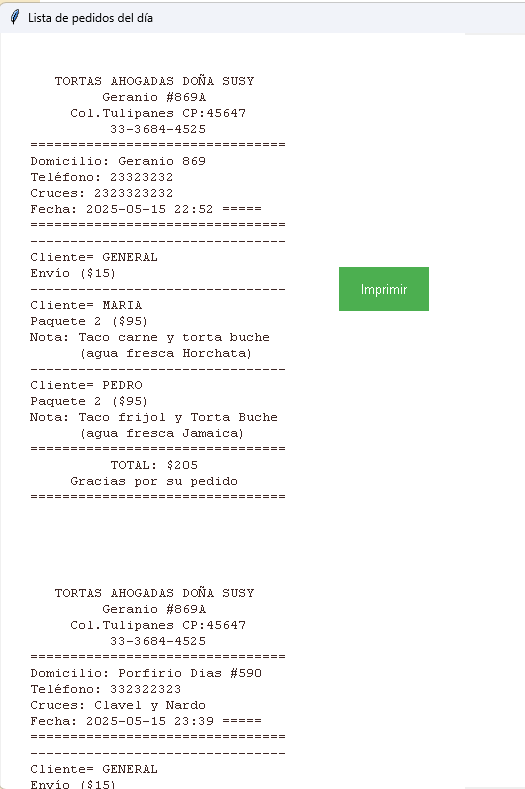 Lista de pedidos del día
TORTAS AHOGADAS DOÑA SUSY
Geranio #869A
Col.Tulipanes CP:45647
33-3684-4525
================================
Domicilio: Geranio 869
Teléfono: 23323232
Cruces: 2323323232
Fecha: 2025-05-15 22:52 =====
================================
--------------------------------
Cliente= GENERAL
Envío ($15)
--------------------------------
Cliente= MARIA
Paquete 2 ($95)
Nota: Taco carne y torta buche
(agua fresca Horchata)
--------------------------------
Cliente= PEDRO
Paquete 2 ($95)
Nota: Taco frijol y Torta Buche
(agua fresca Jamaica)
================================
TOTAL: $205
Gracias por su pedido
================================
Imprimir
TORTAS AHOGADAS DOÑA SUSY
Geranio #869A
Col.Tulipanes CP:45647
33-3684-4525
================================
Domicilio: Porfirio Dias #590
Teléfono: 332322323
Cruces: Clavel y Nardo
Fecha: 2025-05-15 23:39 =====
================================
--------------------------------
Cliente= GENERAL
Envío ($15)